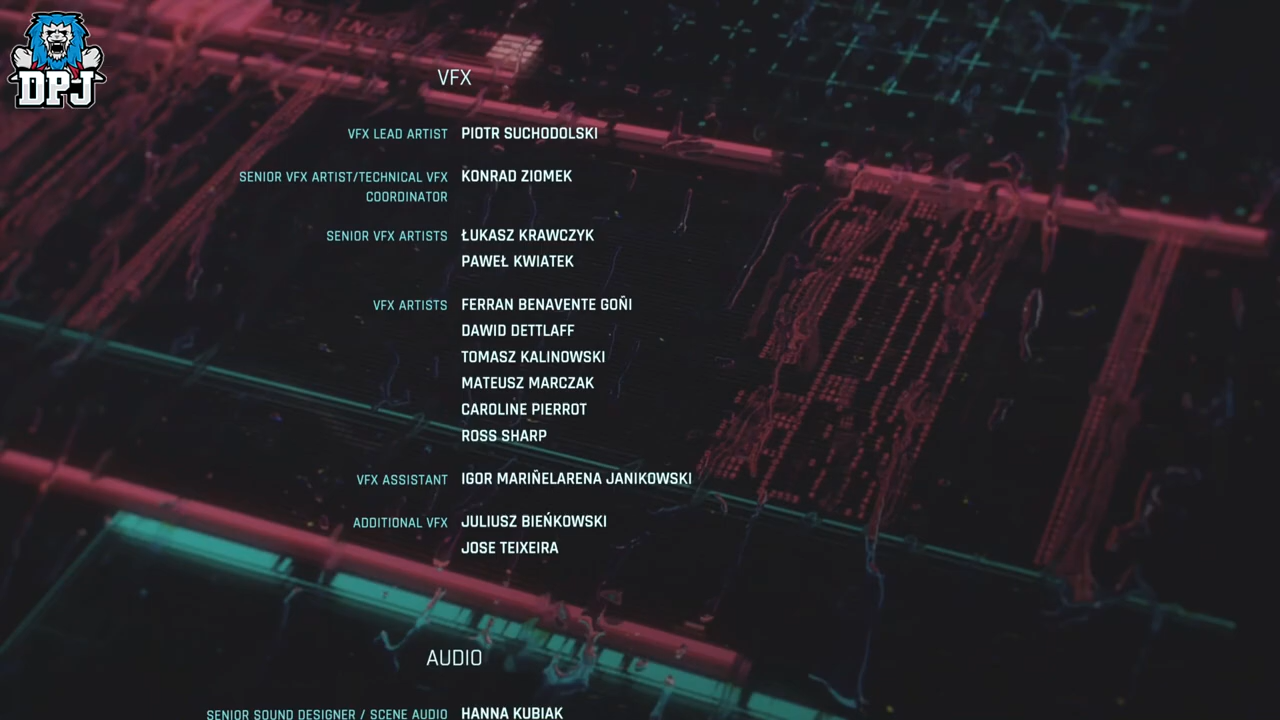 DPJ
VFX
VFX LEAD ARTIST PIOTR SUCHODOLSKI
SENIOR VFX ARTIST/TECHNICAL VFX KONRAD ZIOMEK
COORDINATOR
SENIOR VFX ARTISTS ŁUKASZ KRAWCZYK
PAWEŁ KWIATEK
VFX ARTISTS FERRAN BENAVENTE GOÑI
DAWID DETTLAFF
TOMASZ KALINOWSKI
MATEUSZ MARCZAK
CAROLINE PIERROT
ROSS SHARP
VFX ASSISTANT IGOR MARIÑELARENA JANIKOWSKI
ADDITIONAL VFX JULIUSZ BIEŃKOWSKI
JOSE TEIXEIRA
AUDIO
SENIOR SOUND DESIGNER / SCENE AUDIO HANNA KUBIAK